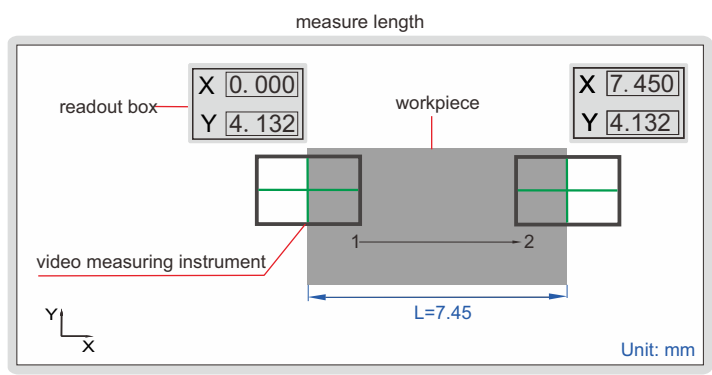 measure length
X 0.000
Y 4.132
readout box
workpiece
X 7.450
Y 4.132
1
2
video measuring instrument
L=7.45
Y
X
Unit: mm